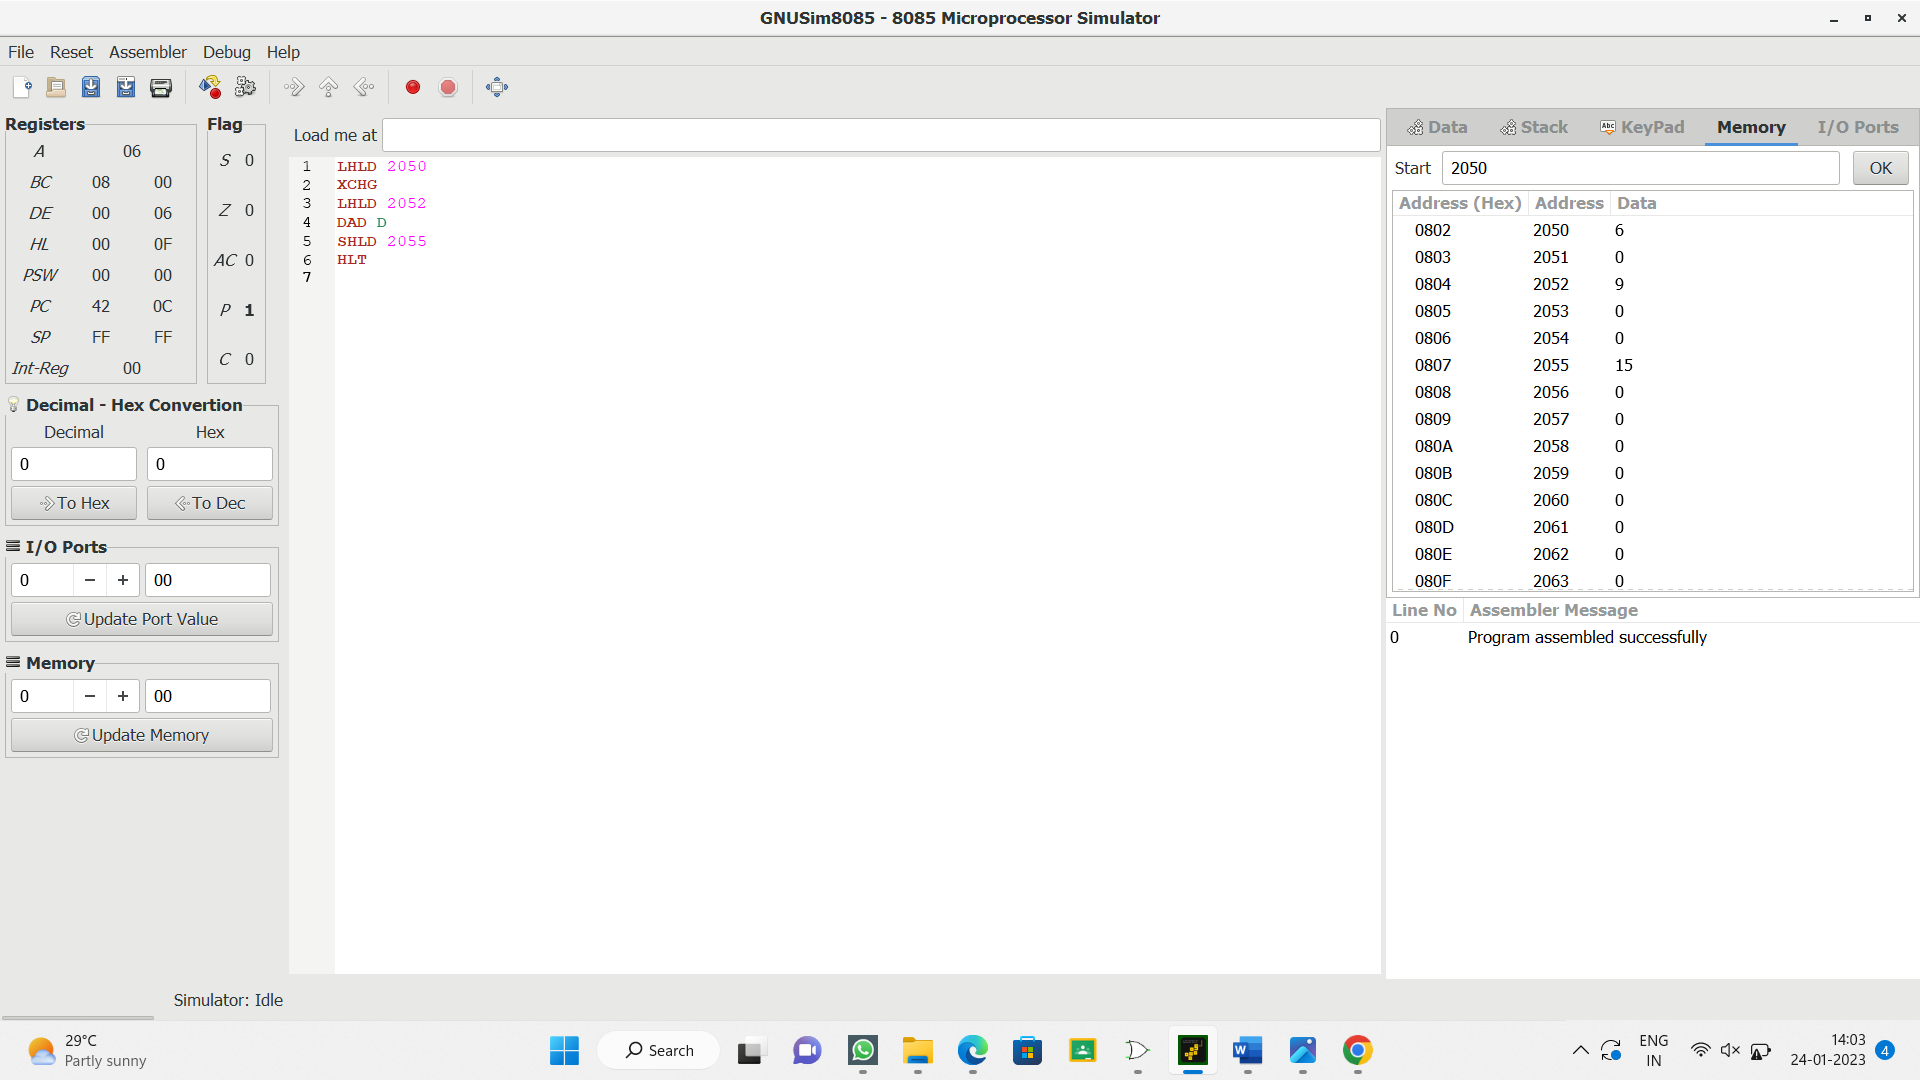 GNUSim8085 - 8085 Microprocessor Simulator
File Reset Assembler Debug Help
Registers
A 06
BC 08 00
DE 00 06
HL 00 0F
PSW 00 00
PC 42 0C
SP FF FF
Int-Reg 00
Flag
S 0
Z 0
AC 0
P 1
C 0
Decimal - Hex Convertion
Decimal Hex
0 0
To Hex To Dec
I/O Ports
0 − + 00
Update Port Value
Memory
0 − + 00
Update Memory
Load me at
1 LHLD 2050
2 XCHG
3 LHLD 2052
4 DAD D
5 SHLD 2055
6 HLT
7
Data Stack Abc KeyPad Memory I/O Ports
Start 2050 OK
Address (Hex) Address Data
0802 2050 6
0803 2051 0
0804 2052 9
0805 2053 0
0806 2054 0
0807 2055 15
0808 2056 0
0809 2057 0
080A 2058 0
080B 2059 0
080C 2060 0
080D 2061 0
080E 2062 0
080F 2063 0
Line No Assembler Message
0 Program assembled successfully
Simulator: Idle
29°C
Partly sunny
Search
W
ENG
IN
14:03
24-01-2023
4